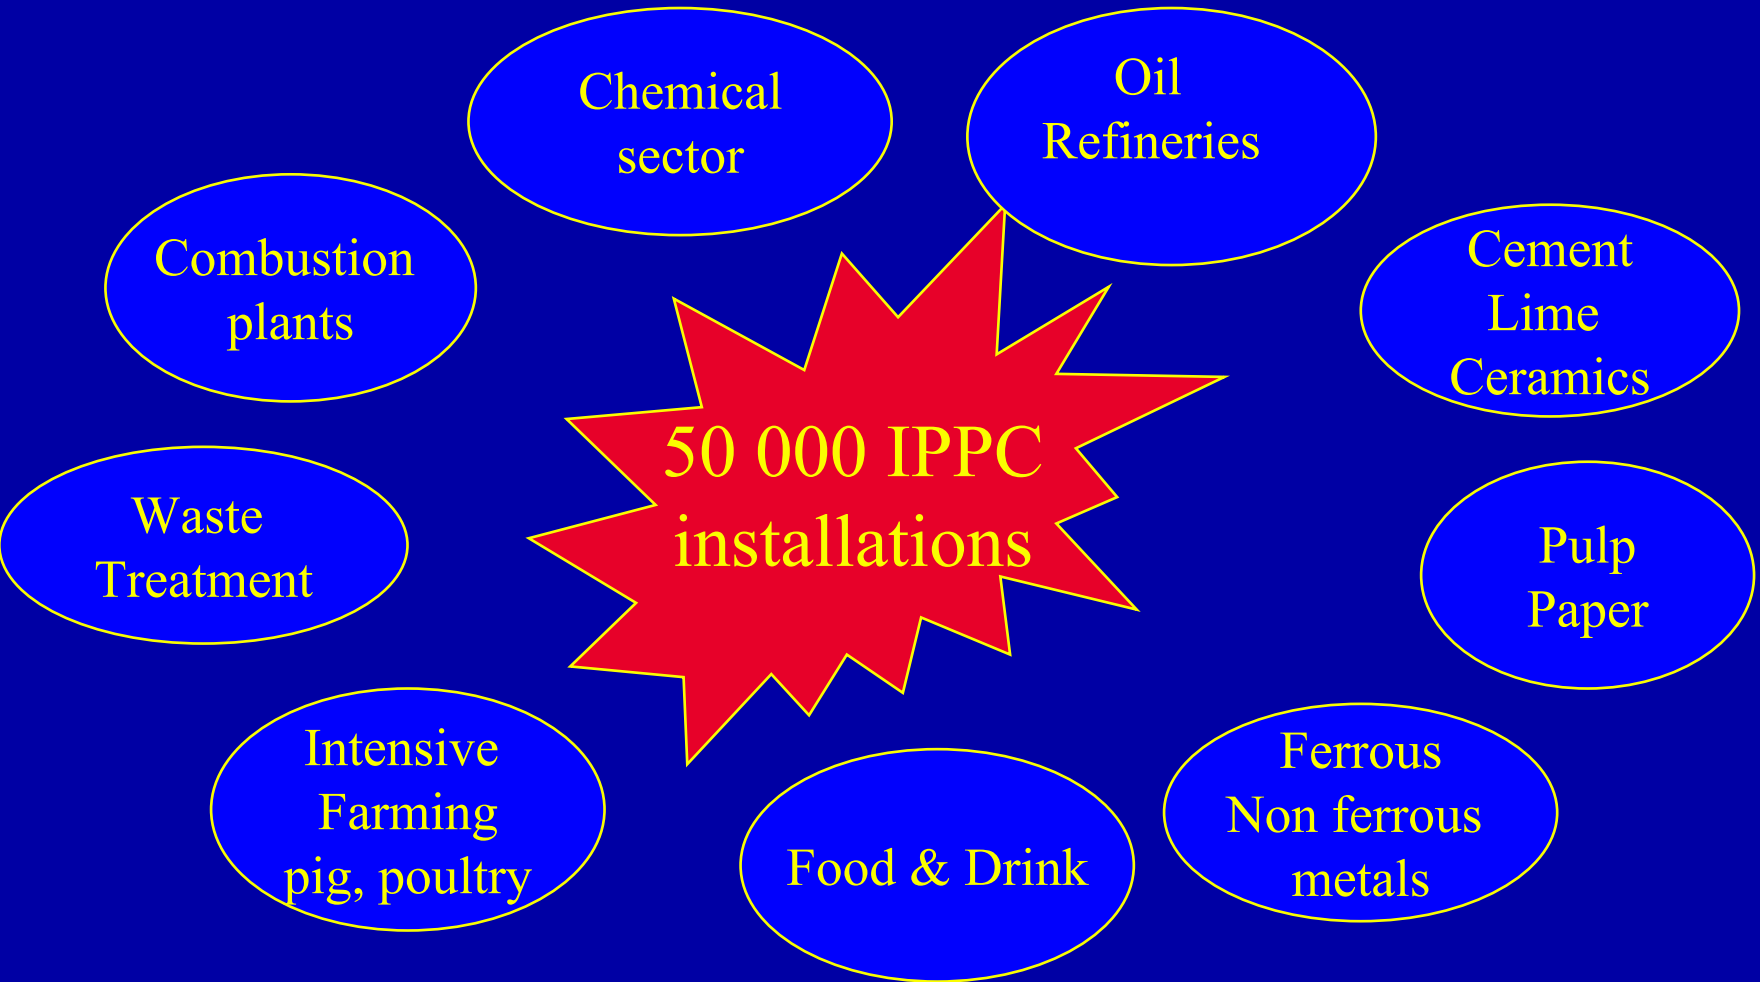 Chemical
sector
Oil
Refineries
Combustion
plants
Cement
Lime
Ceramics
50 000 IPPC
installations
Waste
Treatment
Pulp
Paper
Intensive
Farming
pig, poultry
Food & Drink
Ferrous
Non ferrous
metals